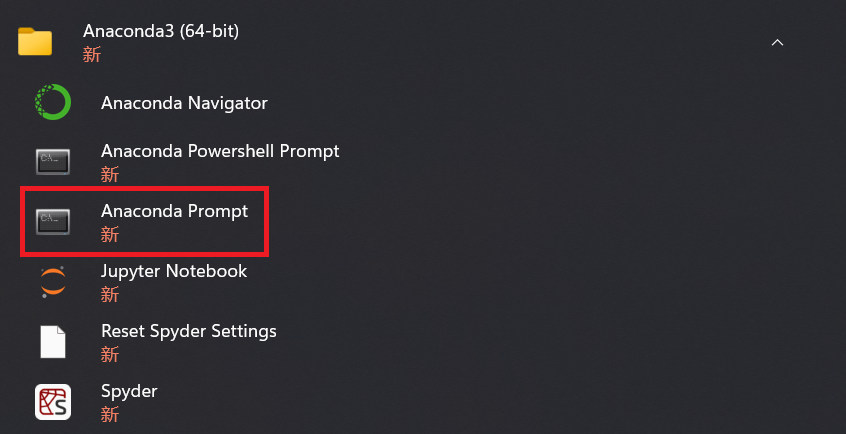 Anaconda3 (64-bit)
新
Anaconda Navigator
Anaconda Powershell Prompt
新
Anaconda Prompt
新
Jupyter Notebook
新
Reset Spyder Settings
新
Spyder
新